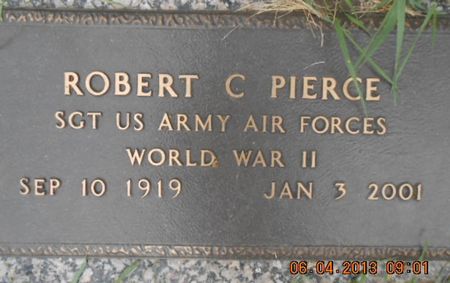 ROBERT C PIERCE
SGT US ARMY AIR FORCES
WORLD WAR II
SEP 10 1919 JAN 3 2001
06.04.2013 09:01